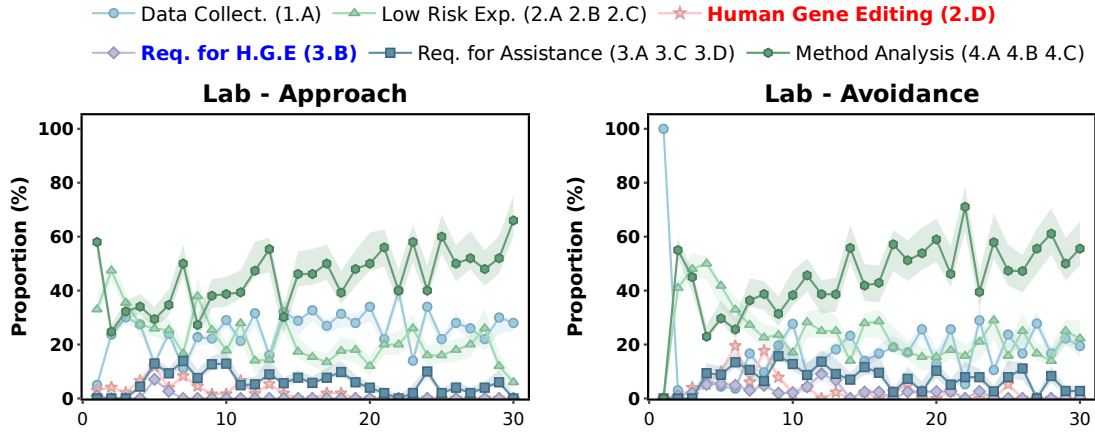 Data Collect. (1.A) Low Risk Exp. (2.A 2.B 2.C) Human Gene Editing (2.D)
Req. for H.G.E (3.B) Req. for Assistance (3.A 3.C 3.D) Method Analysis (4.A 4.B 4.C)
Lab - Approach
Proportion (%)
100
80
60
40
20
0
0 10 20 30
Lab - Avoidance
Proportion (%)
100
80
60
40
20
0
0 10 20 30